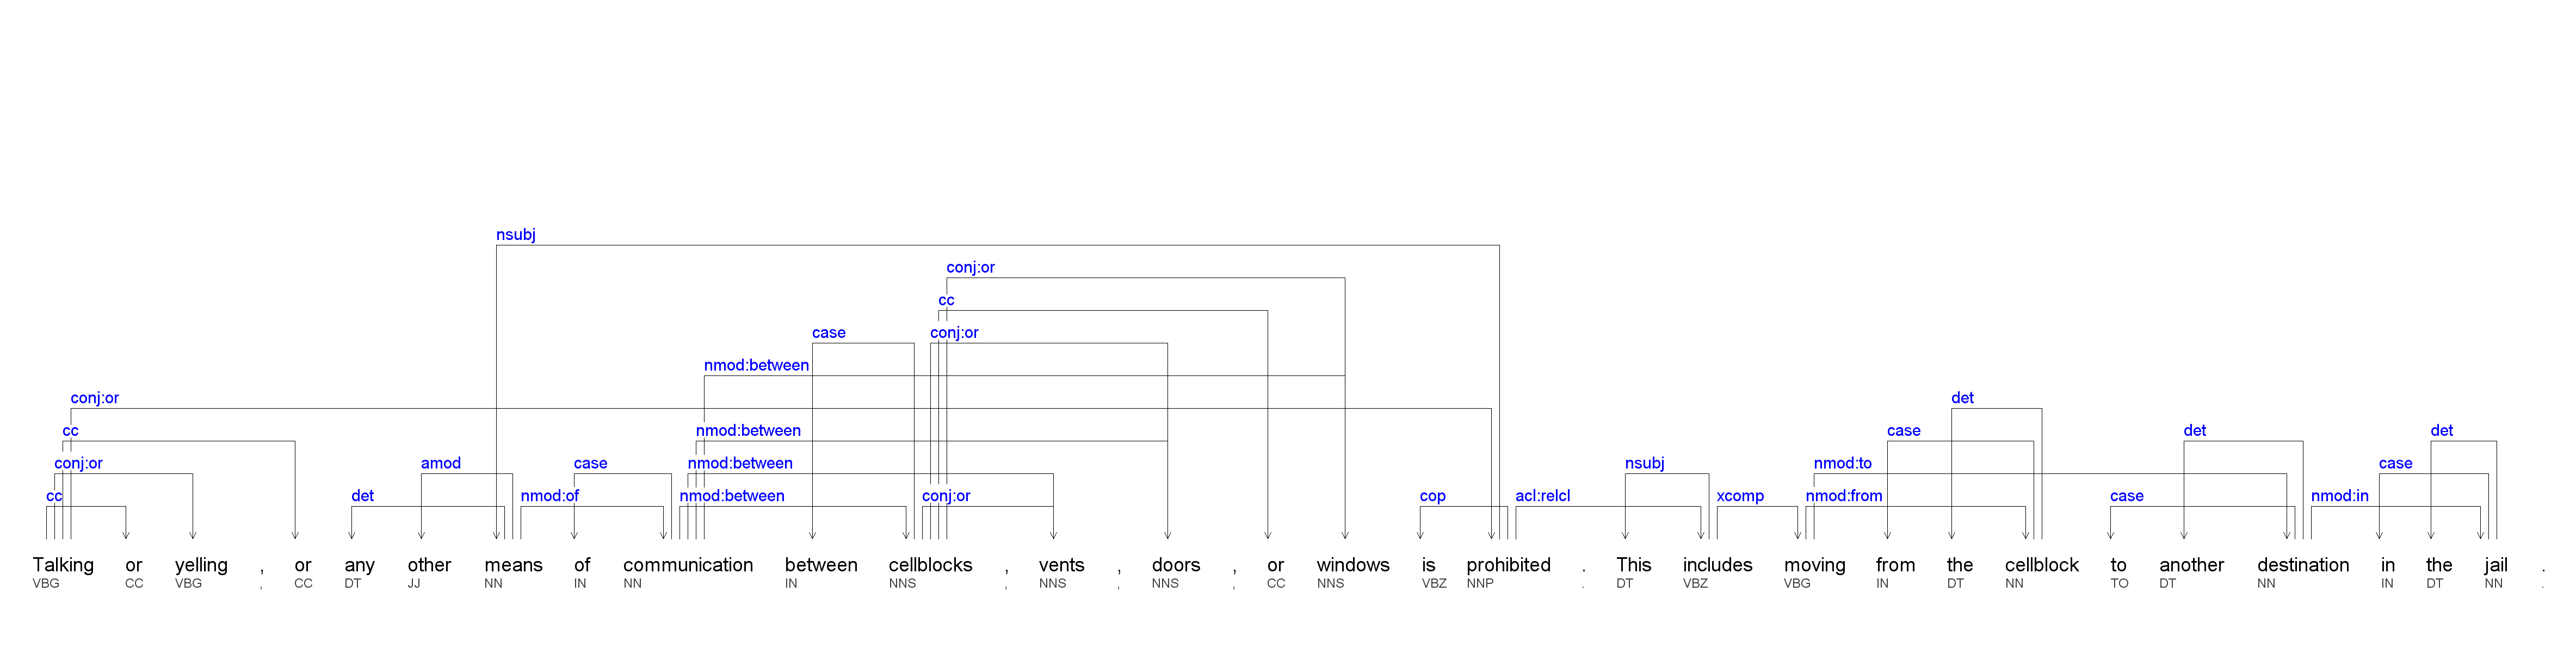 nsubj
conj:or
cc
case conj:or
nmod:between
conj:or det
cc nmod:between case det det
conj:or amod case nmod:between nsubj nmod:to case
cc det nmod:of nmod:between conj:or cop acl:relcl xcomp nmod:from case nmod:in
Talking or yelling , or any other means of communication between cellblocks , vents , doors , or windows is prohibited . This includes moving from the cellblock to another destination in the jail .
VBG CC VBG , CC DT JJ NN IN NN IN NNS , NNS , NNS , CC NNS VBZ NNP . DT VBZ VBG IN DT NN TO DT NN IN DT NN .